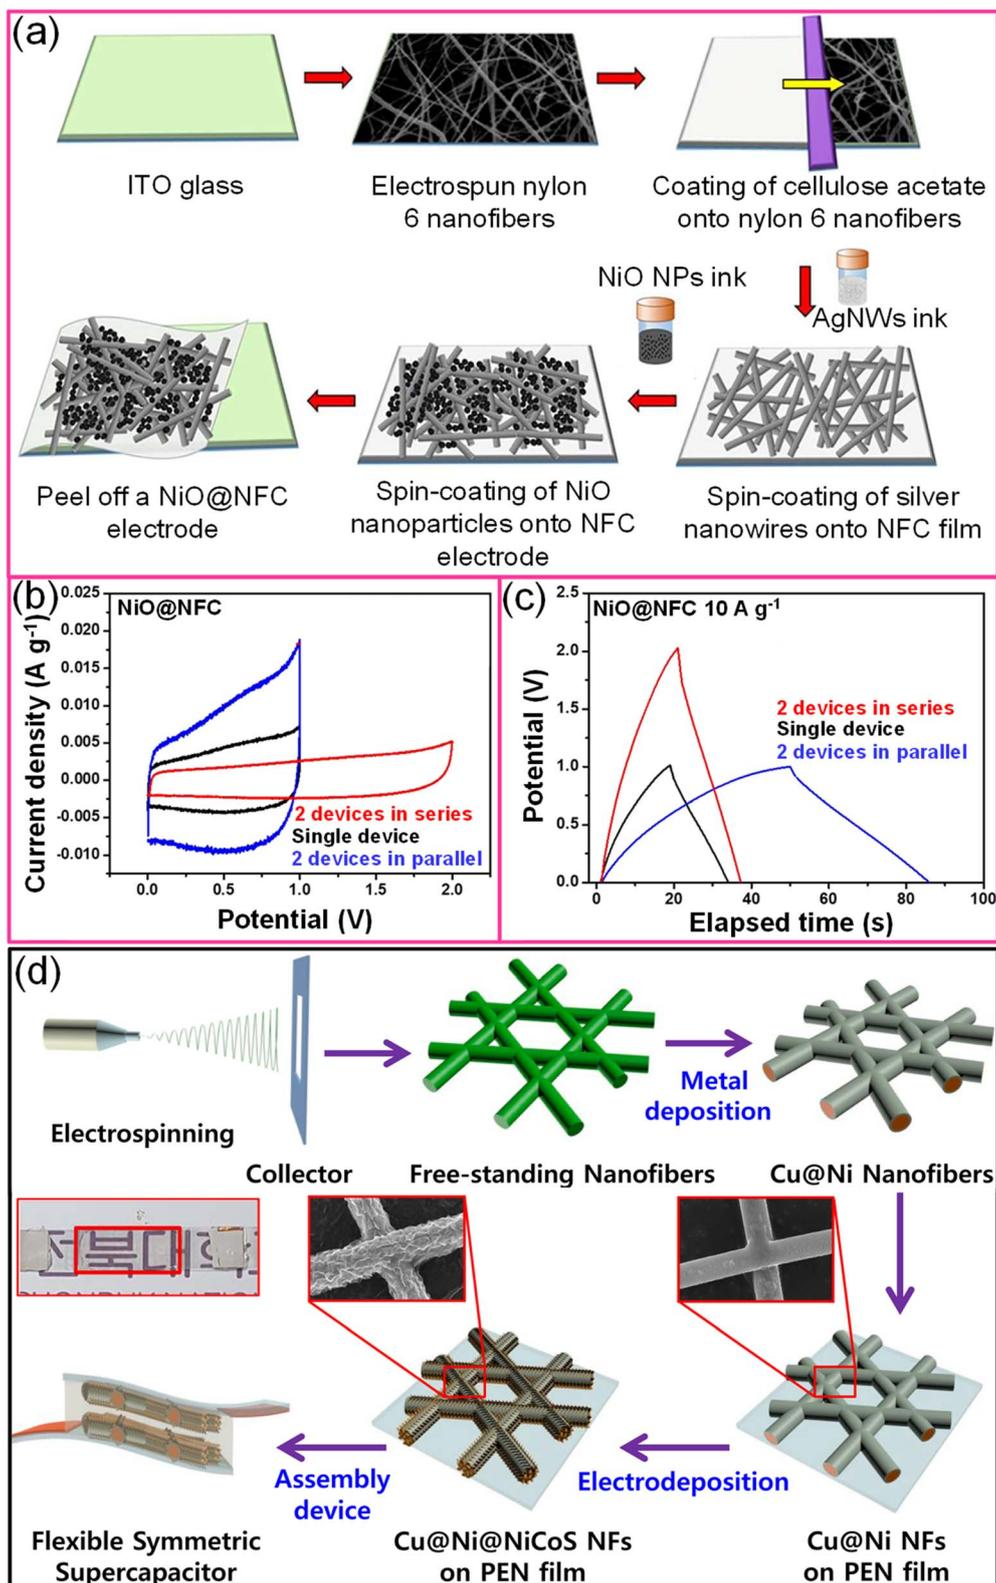 (a)
ITO glass
Electrospun nylon
6 nanofibers
Coating of cellulose acetate
onto nylon 6 nanofibers
NiO NPs ink
AgNWs ink
Peel off a NiO@NFC
electrode
Spin-coating of NiO
nanoparticles onto NFC
electrode
Spin-coating of silver
nanowires onto NFC film
(b)
NiO@NFC
Current density (A g⁻¹)
0.025
0.020
0.015
0.010
0.005
0.000
-0.005
-0.010
2 devices in series
Single device
2 devices in parallel
0.0 0.5 1.0 1.5 2.0
Potential (V)
(c)
NiO@NFC 10 A g⁻¹
Potential (V)
2.5
2.0
1.5
1.0
0.5
0.0
2 devices in series
Single device
2 devices in parallel
0 20 40 60 80 100
Elapsed time (s)
(d)
Electrospinning
Collector
Free-standing Nanofibers
Metal
deposition
Cu@Ni Nanofibers
전북대
Electrodeposition
Assembly
device
Flexible Symmetric
Supercapacitor
Cu@Ni@NiCoS NFs
on PEN film
Cu@Ni NFs
on PEN film